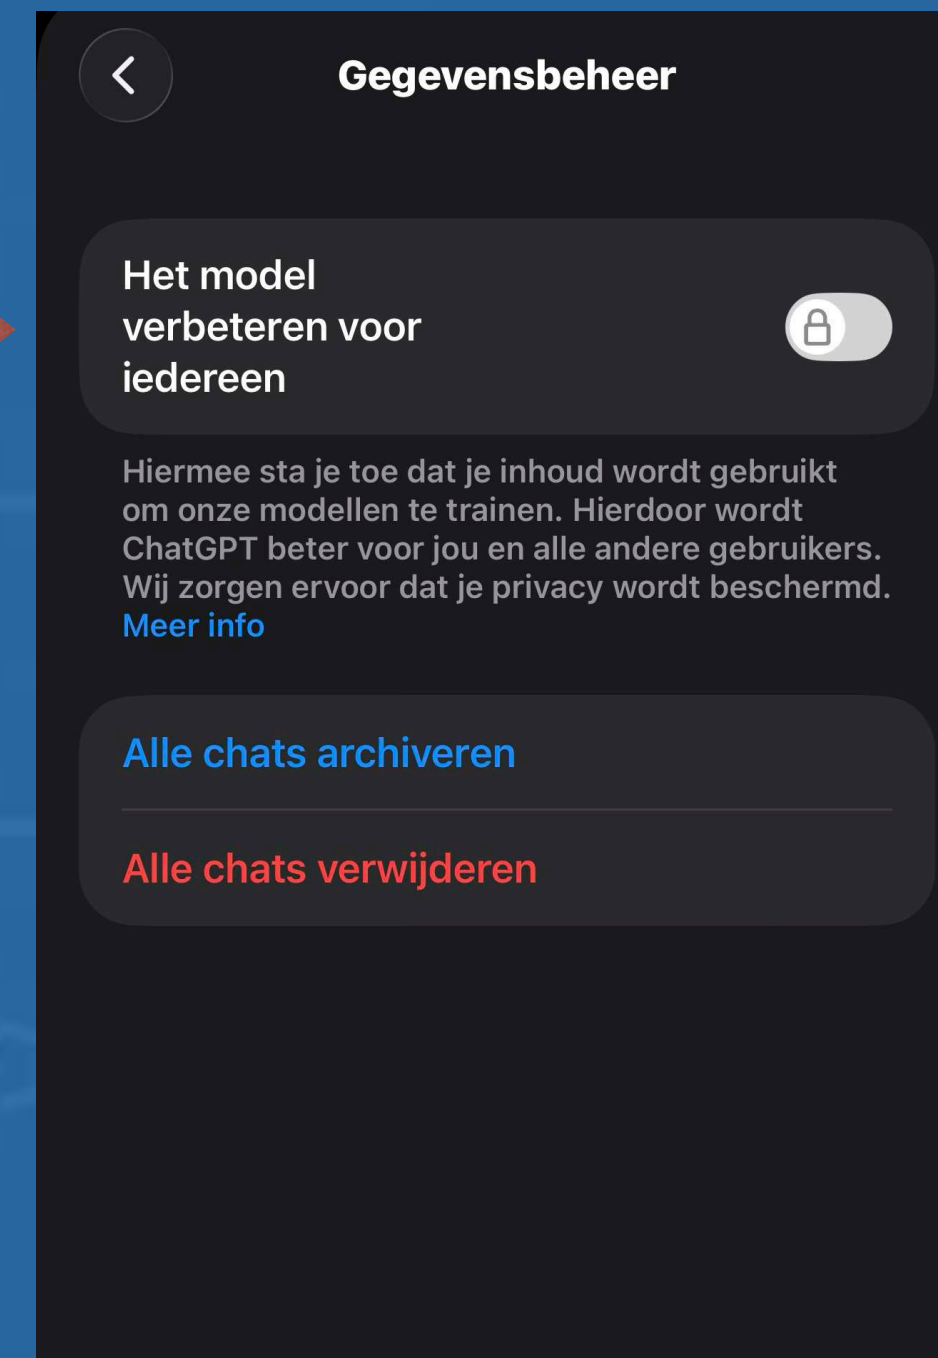 Gegevensbeheer
Het model
verbeteren voor
iedereen
Hiermee sta je toe dat je inhoud wordt gebruikt
om onze modellen te trainen. Hierdoor wordt
ChatGPT beter voor jou en alle andere gebruikers.
Wij zorgen ervoor dat je privacy wordt beschermd.
Meer info
Alle chats archiveren
Alle chats verwijderen